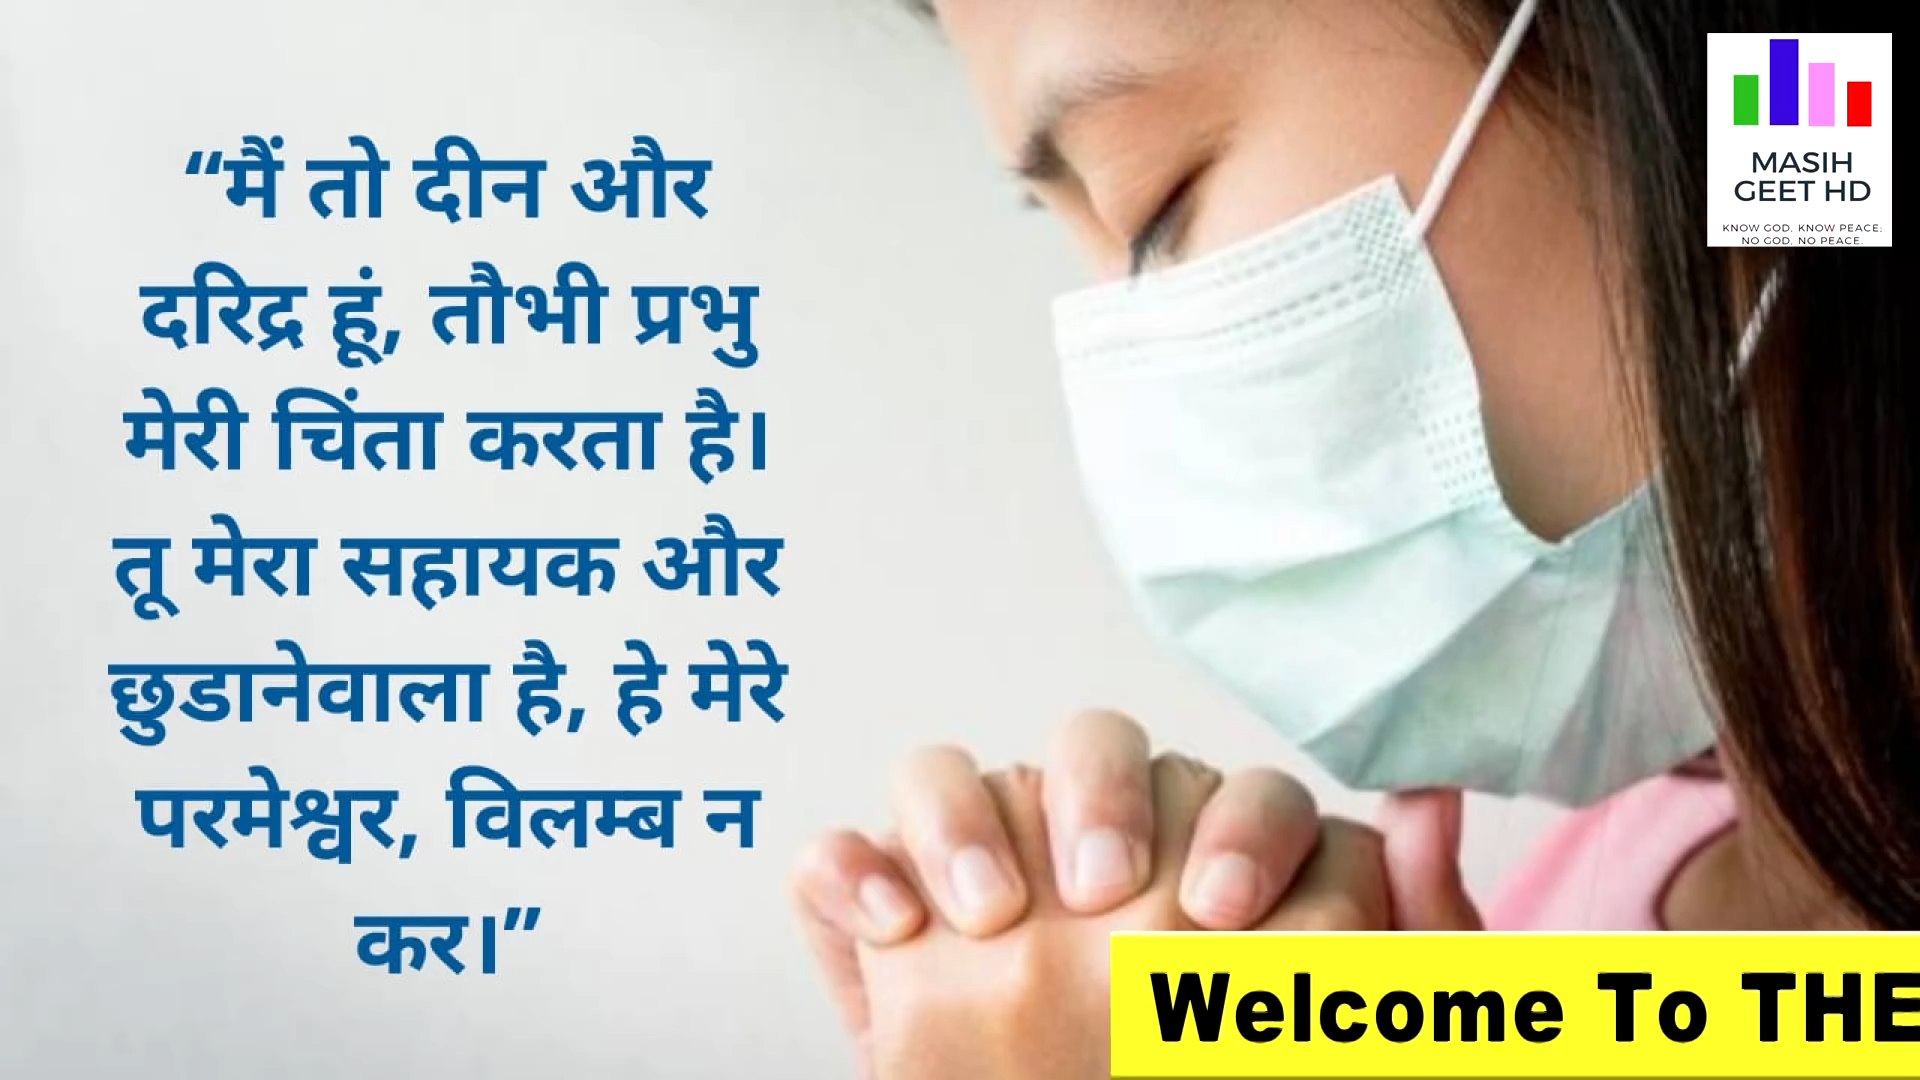 “मैं तो दीन और
दरिद्र हूं, तौभी प्रभु
मेरी चिंता करता है।
तू मेरा सहायक और
छुडानेवाला है, हे मेरे
परमेश्वर, विलम्ब न
कर।”
MASIH
GEET HD
KNOW GOD, KNOW PEACE;
NO GOD, NO PEACE.
Welcome To THE